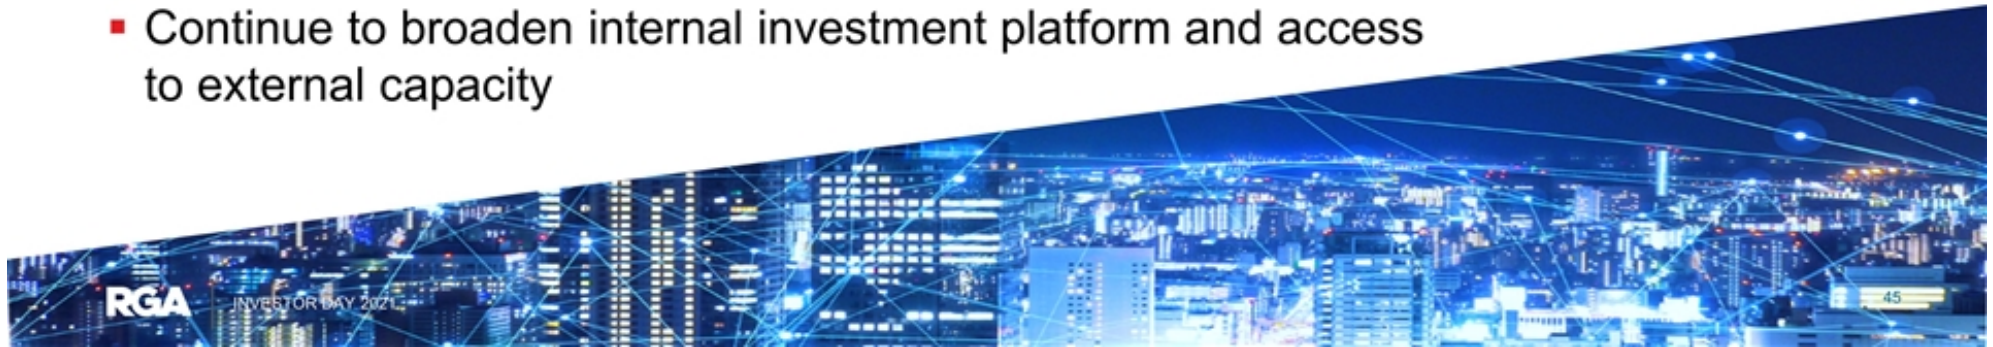 ▪ Continue to broaden internal investment platform and access
to external capacity
RGA INVESTOR DAY 2021
45